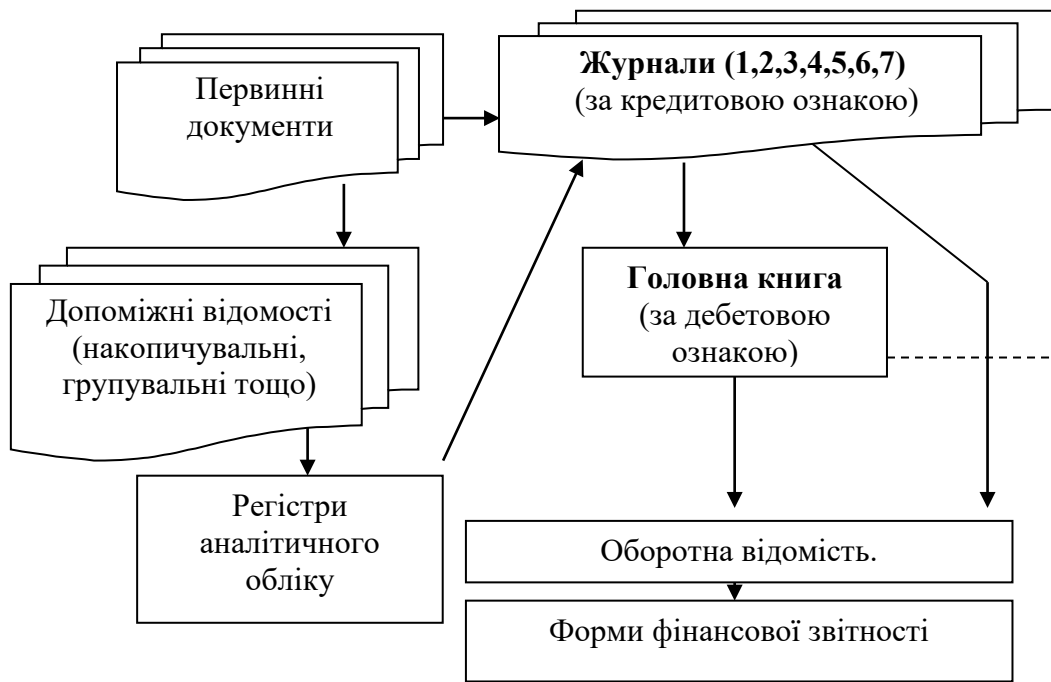 Первинні
документи
Журнали (1,2,3,4,5,6,7)
(за кредитовою ознакою)
Допоміжні відомості
(накопичувальні,
групувальні тощо)
Головна книга
(за дебетовою
ознакою)
Регістри
аналітичного
обліку
Оборотна відомість.
Форми фінансової звітності